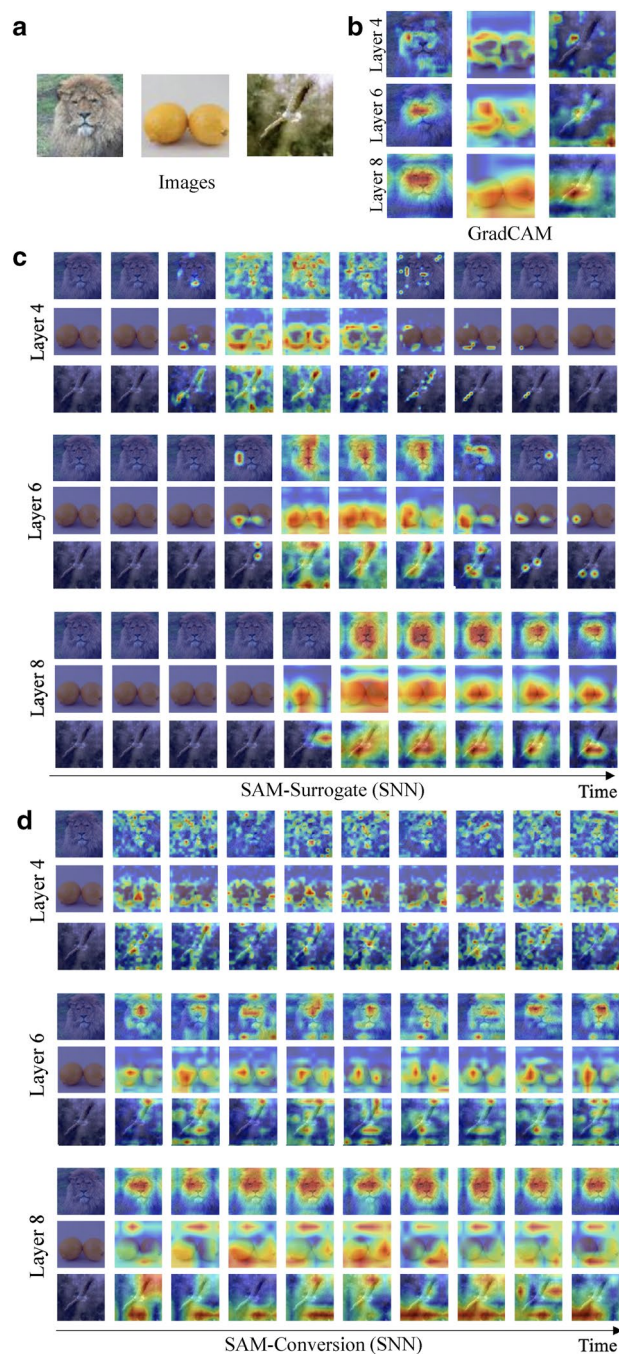 a
Images
b
Layer 4
Layer 6
Layer 8
GradCAM
c
Layer 4
Layer 6
Layer 8
SAM-Surrogate (SNN)
Time
d
Layer 4
Layer 6
Layer 8
SAM-Conversion (SNN)
Time